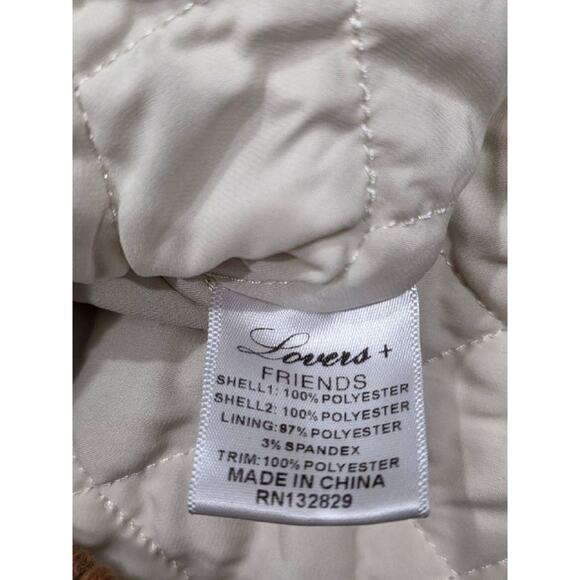 Lovers +
FRIENDS
SHELL1: 100% POLYESTER
SHELL2: 100% POLYESTER
LINING: 97% POLYESTER
3% SPANDEX
TRIM: 100% POLYESTER
MADE IN CHINA
RN132829